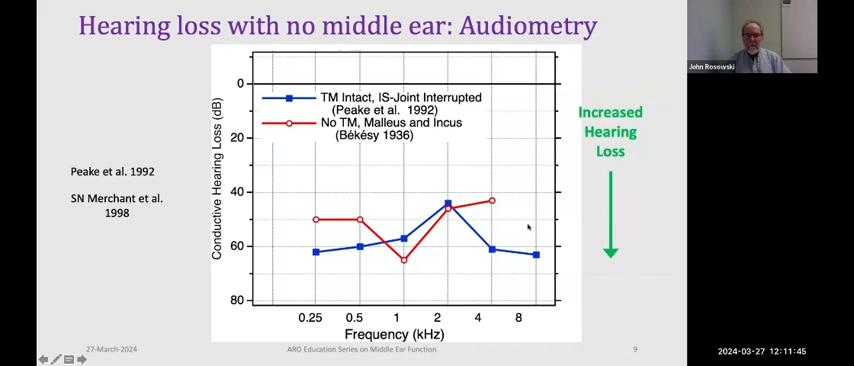 Hearing loss with no middle ear: Audiometry
John Rosowski
0
20
40
60
80
Conductive Hearing Loss (dB)
TM Intact, IS-Joint Interrupted
(Peake et al. 1992)
No TM, Malleus and Incus
(Békésy 1936)
Increased
Hearing
Loss
Peake et al. 1992
SN Merchant et al.
1998
0.25 0.5 1 2 4 8
Frequency (kHz)
27-March-2024 ARO Education Series on Middle Ear Function 9
2024-03-27 12:11:45